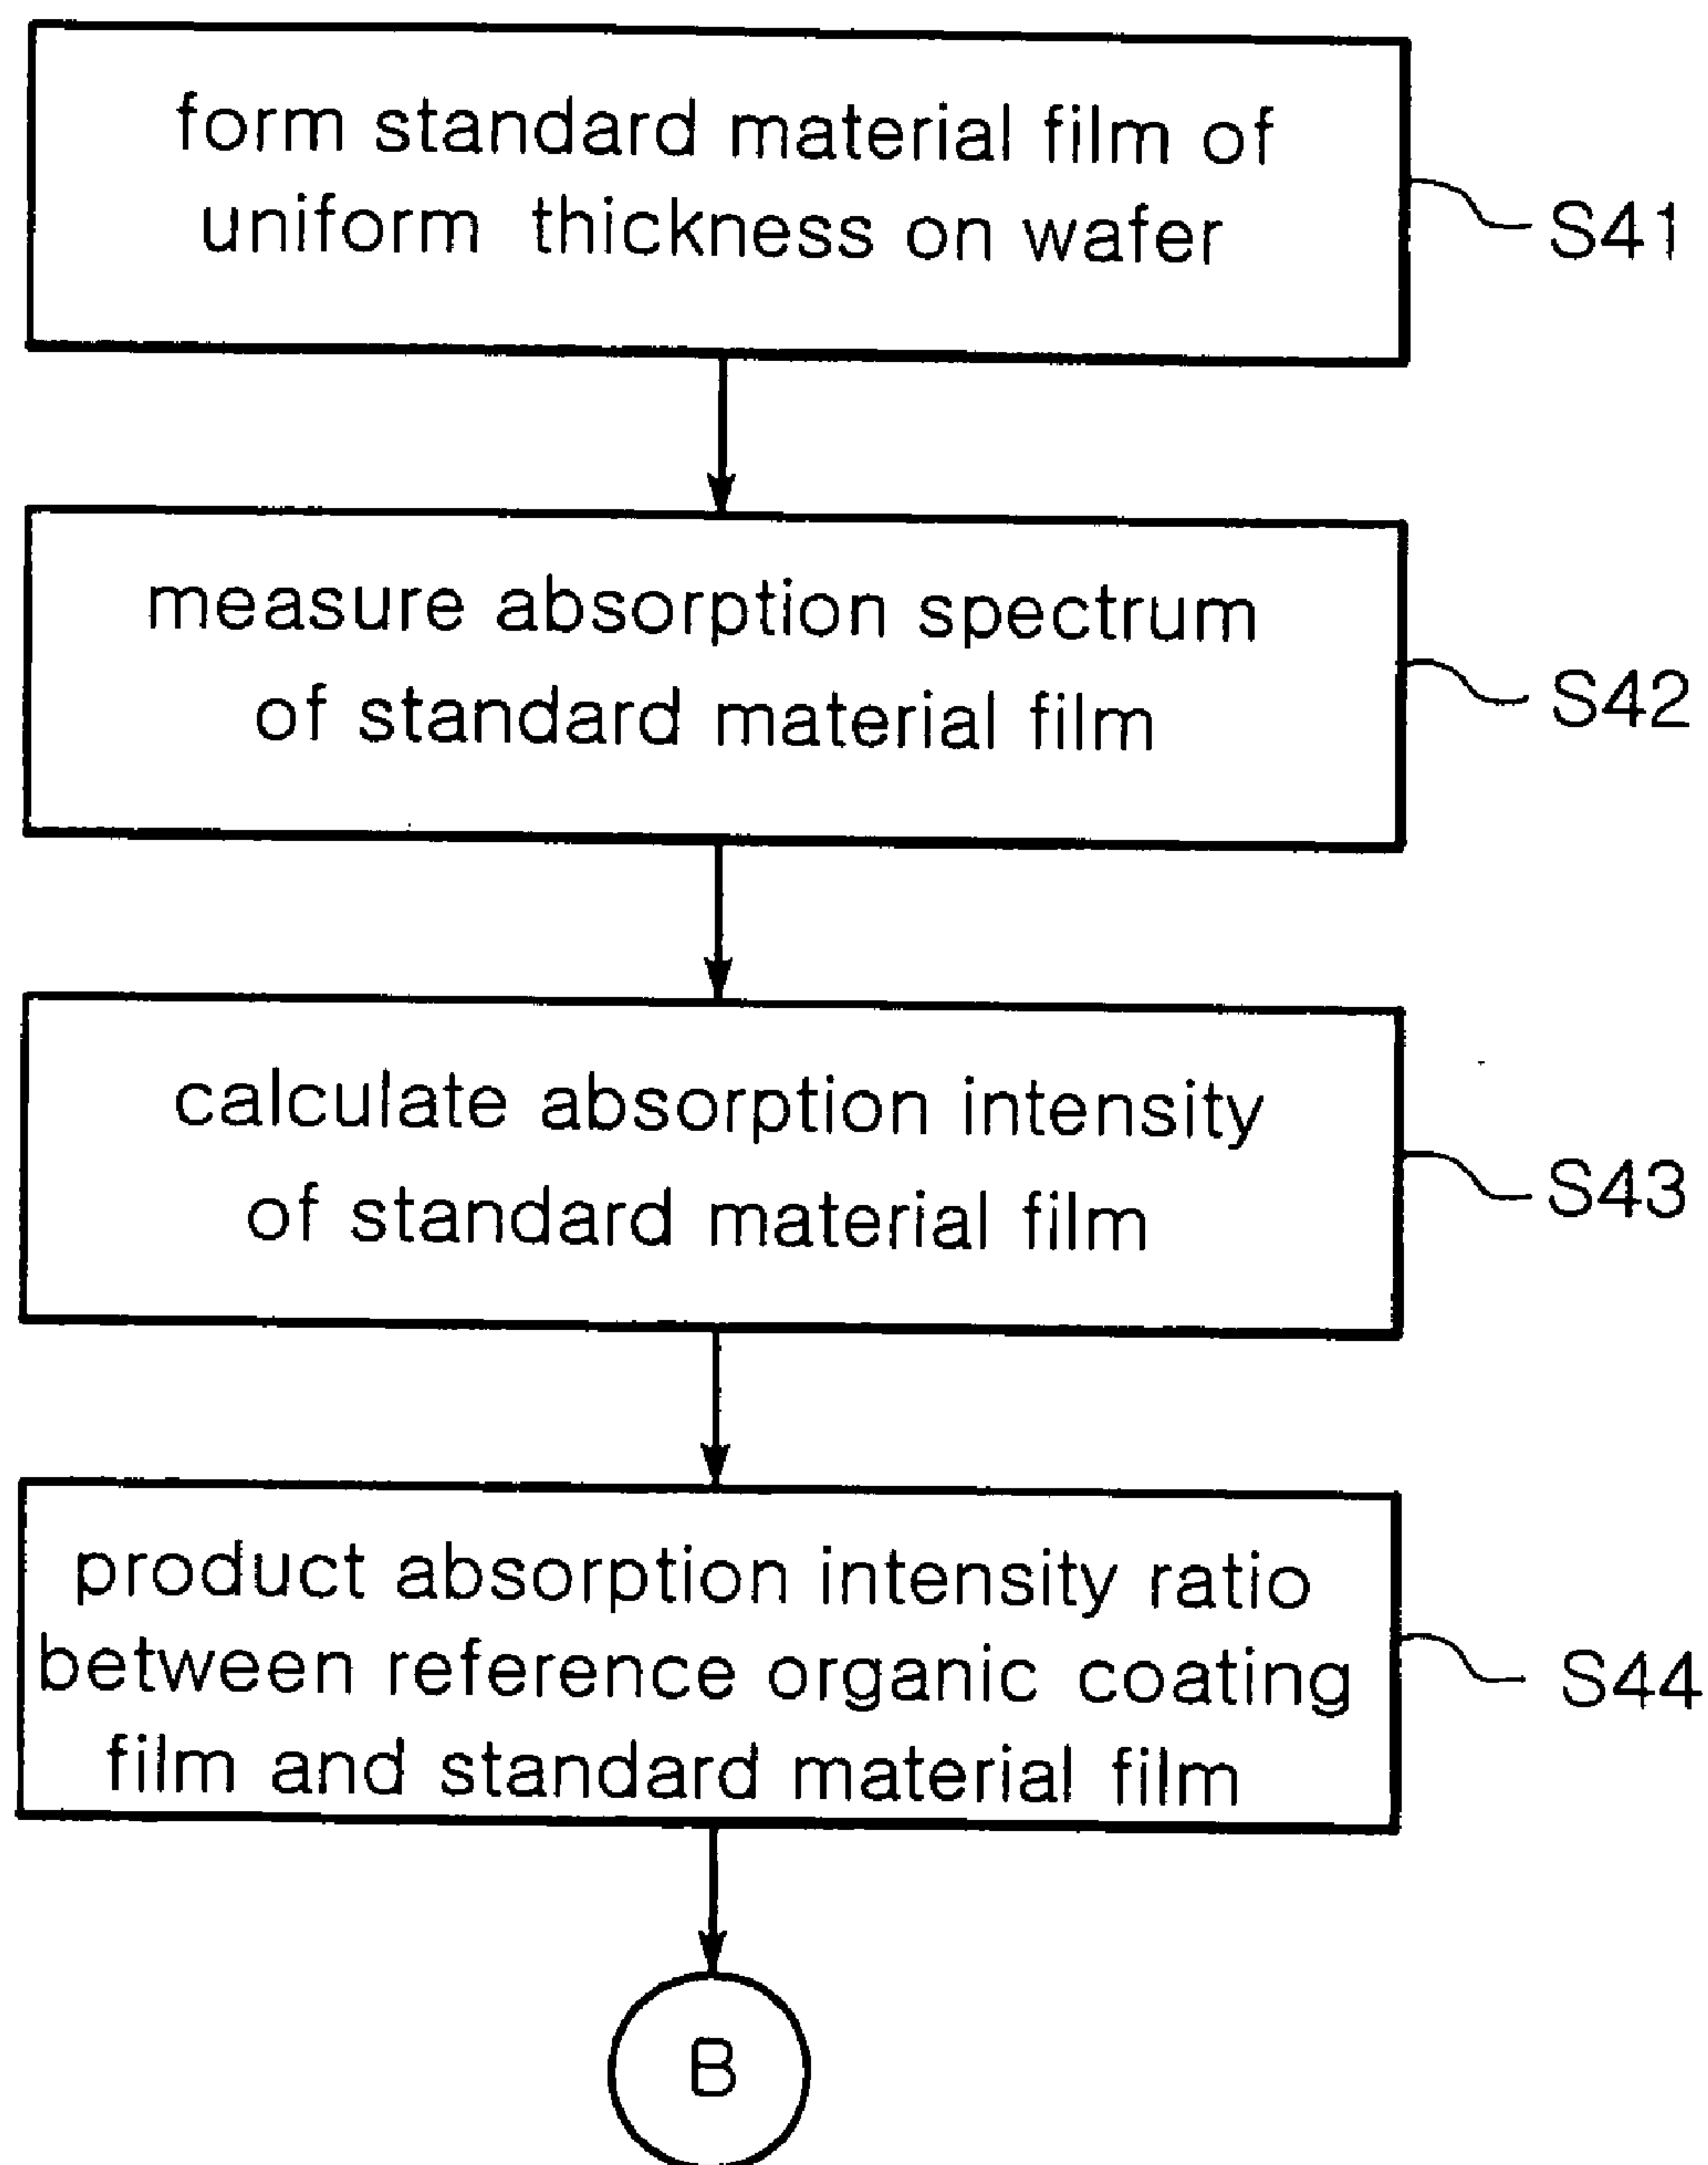 form standard material film of
uniform thickness on wafer
S41
measure absorption spectrum
of standard material film
S42
calculate absorption intensity
of standard material film
S43
product absorption intensity ratio
between reference organic coating
film and standard material film
S44
B